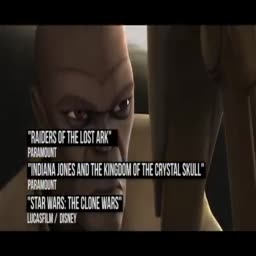 "RAIDERS OF THE LOST ARK"
PARAMOUNT
"INDIANA JONES AND THE KINGDOM OF THE CRYSTAL SKULL"
PARAMOUNT
"STAR WARS: THE CLONE WARS"
LUCASFILM / DISNEY